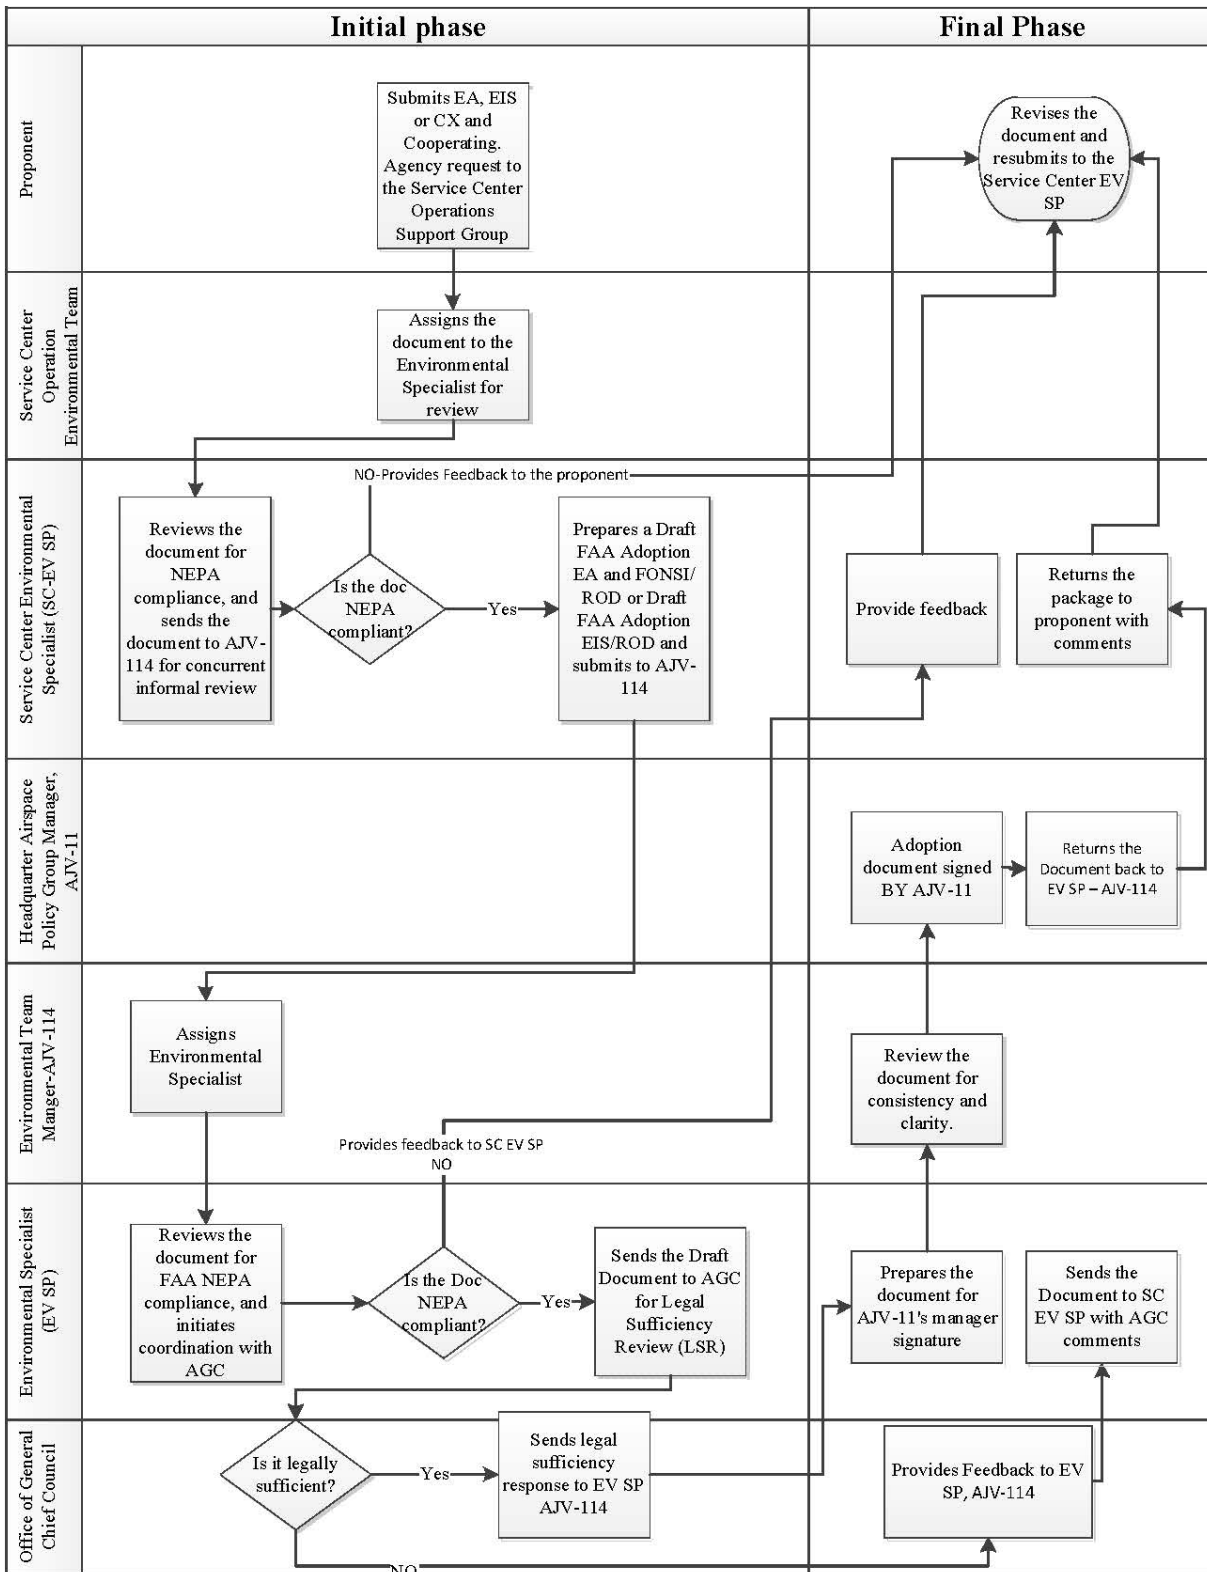 Initial phase
Final Phase
Proponent
Submits EA, EIS
or CX and
Cooperating.
Agency request to
the Service Center
Operations
Support Group
Revises the
document and
resubmits to the
Service Center EV
SP
Service Center
Operation
Environmental Team
Assigns the
document to the
Environmental
Specialist for
review
Service Center Environmental
Specialist (SC-EV SP)
NO-Provides Feedback to the proponent
Reviews the
document for
NEPA
compliance, and
sends the
document to AJV-
114 for concurrent
informal review
Is the doc
NEPA
compliant?
Yes
Prepares a Draft
FAA Adoption
EA and FONSI/
ROD or Draft
FAA Adoption
EIS/ROD and
submits to AJV-
114
Provide feedback
Returns the
package to
proponent with
comments
Headquarter Airspace
Policy Group Manager,
AJV-11
Adoption
document signed
BY AJV-11
Returns the
Document back to
EV SP – AJV-114
Environmental Team
Manger-AJV-114
Assigns
Environmental
Specialist
Review the
document for
consistency and
clarity.
Provides feedback to SC EV SP
NO
Environmental Specialist
(EV SP)
Reviews the
document for
FAA NEPA
compliance, and
initiates
coordination with
AGC
Is the Doc
NEPA
compliant?
Yes
Sends the Draft
Document to AGC
for Legal
Sufficiency
Review (LSR)
Prepares the
document for
AJV-11's manager
signature
Sends the
Document to SC
EV SP with AGC
comments
Office of General
Chief Council
Is it legally
sufficient?
Yes
Sends legal
sufficiency
response to EV SP
AJV-114
Provides Feedback to EV
SP, AJV-114
NO